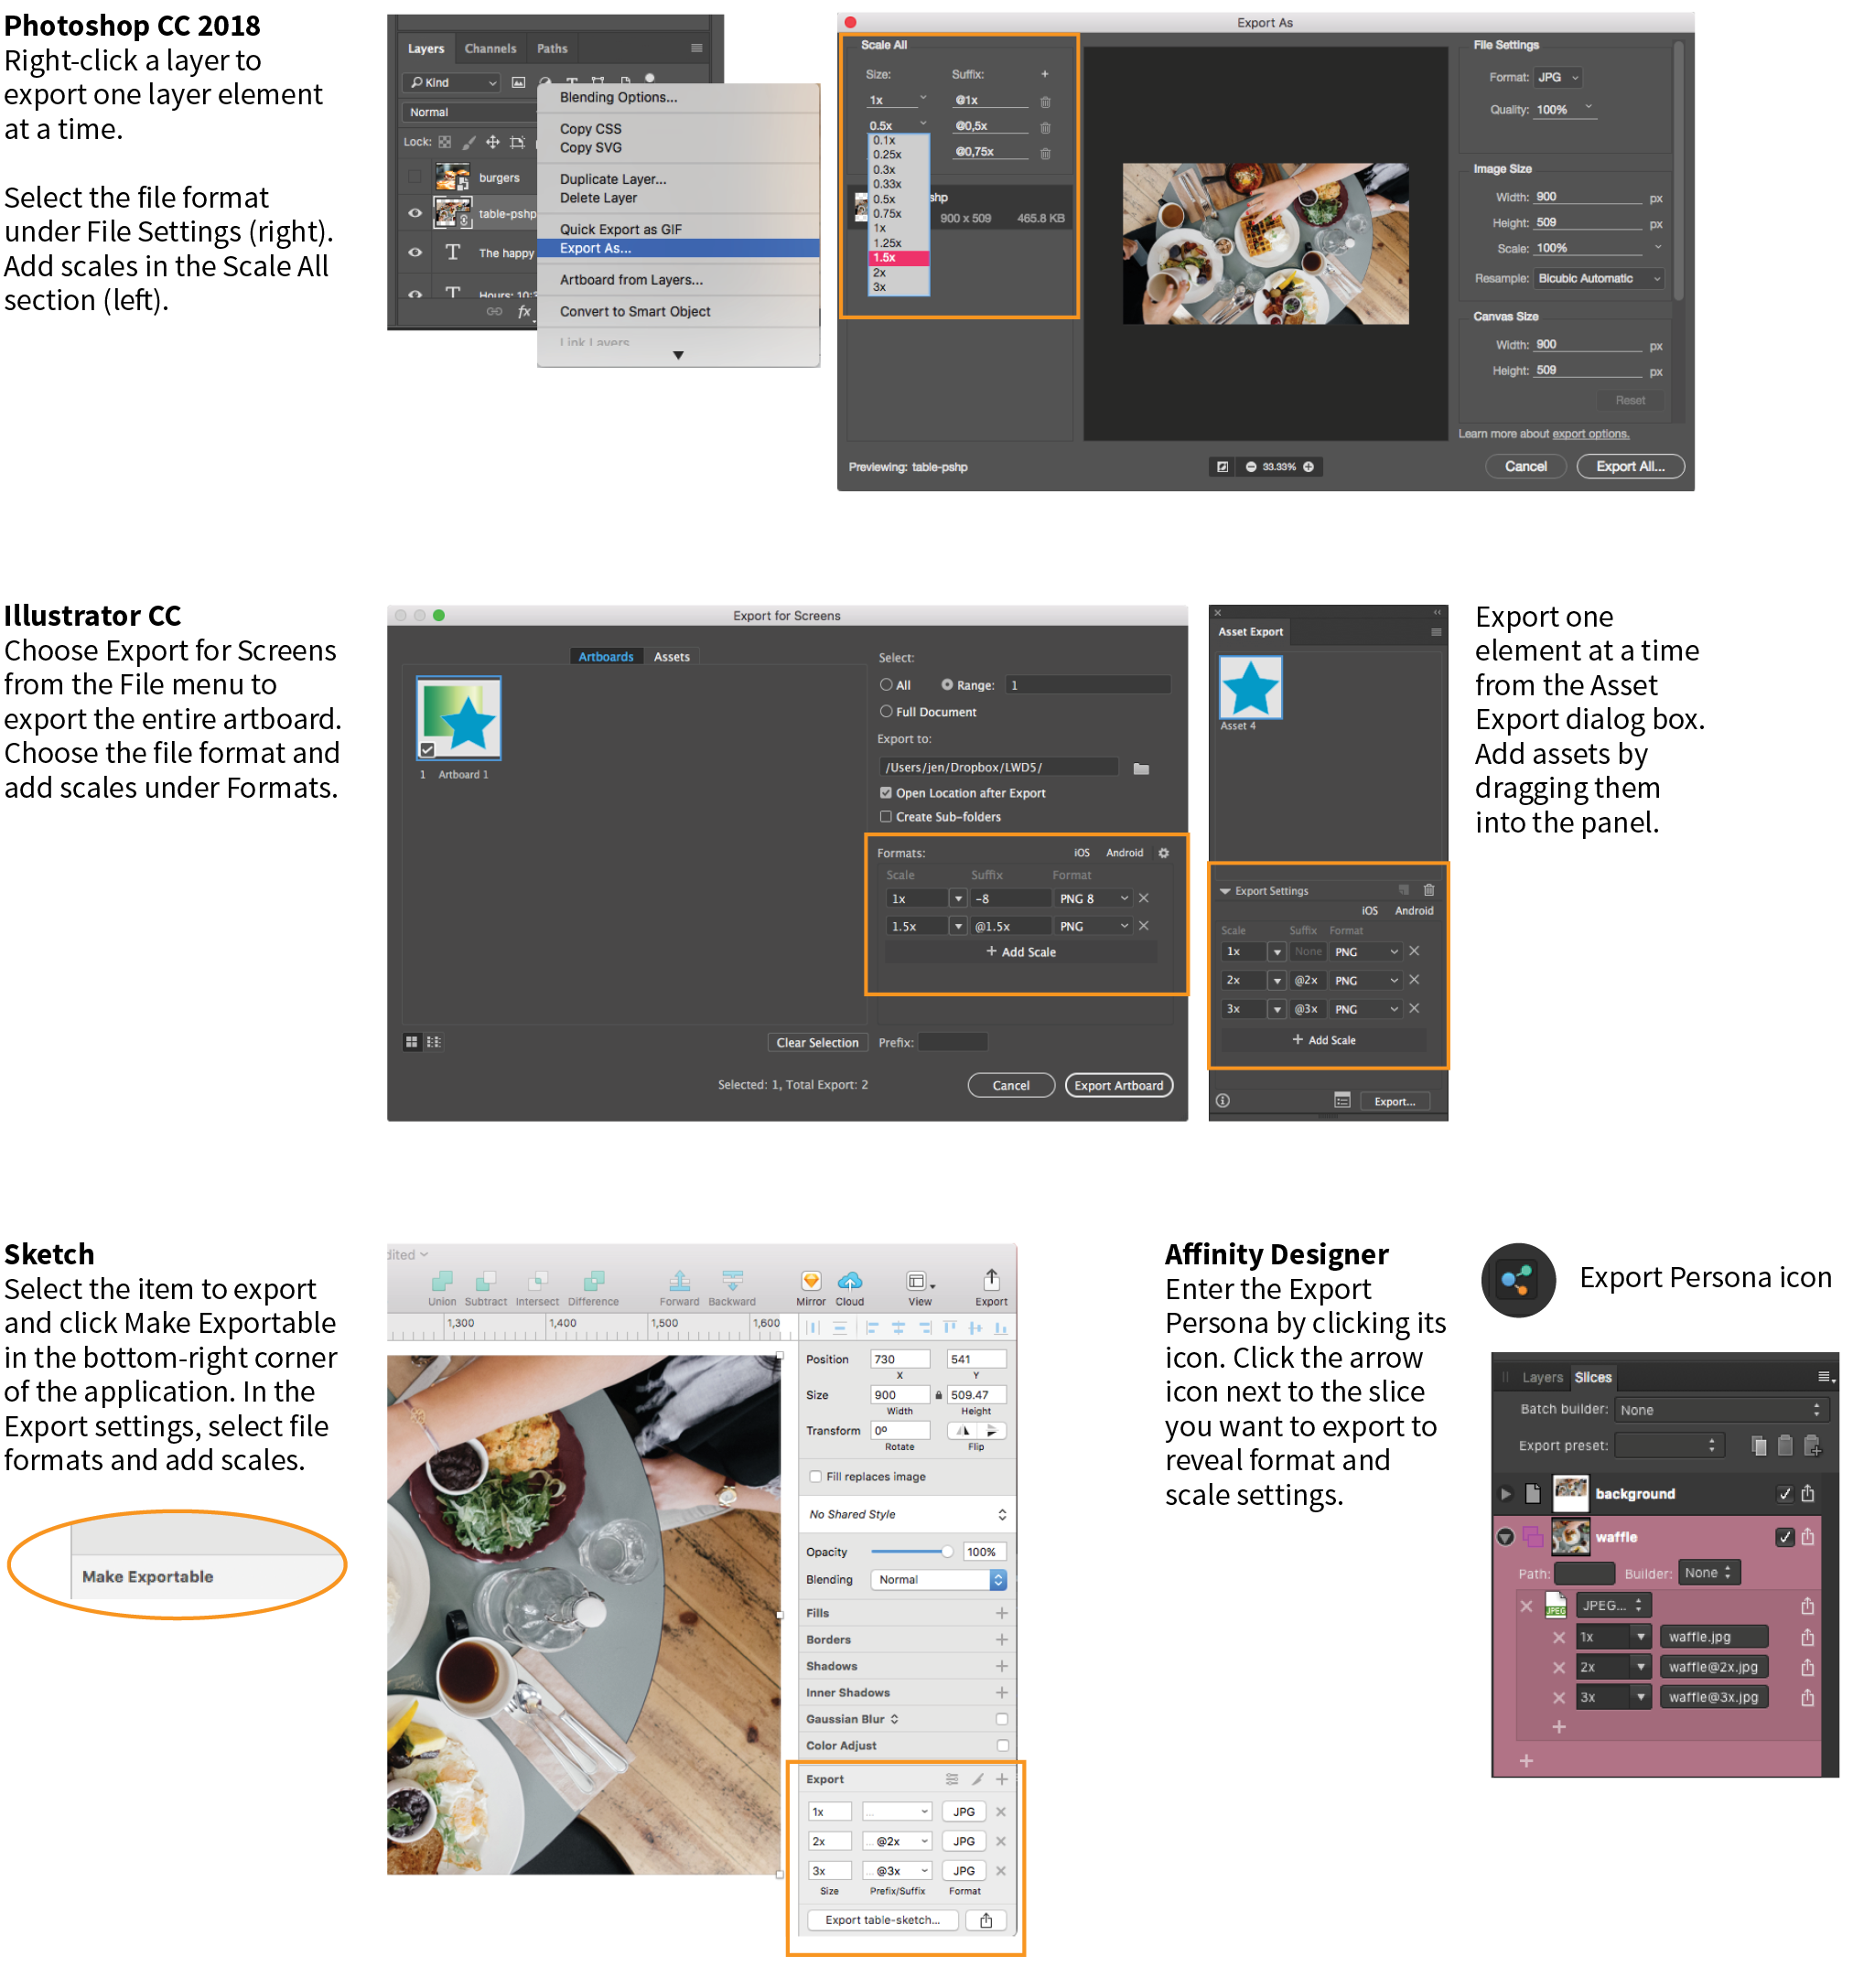 Photoshop CC 2018
Right-click a layer to
export one layer element
at a time.
Select the file format
under File Settings (right).
Add scales in the Scale All
section (left).
Layers Channels Paths
Kind
Normal
Lock:
burgers
table-pshp
The happy
Hours: 10:
fx
Blending Options...
Copy CSS
Copy SVG
Duplicate Layer...
Delete Layer
Quick Export as GIF
Export As...
Artboard from Layers...
Convert to Smart Object
Link Layers
Export As
Scale All
Size: Suffix: +
1x @1x
0.5x @0,5x
@0,75x
0.1x
0.25x
0.3x
0.33x
0.5x
0.75x
1x
1.25x
1.5x
2x
3x
shp
900 x 509 465.8 KB
Previewing: table-pshp
33.33%
File Settings
Format: JPG
Quality: 100%
Image Size
Width: 900 px
Height: 509 px
Scale: 100%
Resample: Bicubic Automatic
Canvas Size
Width: 900 px
Height: 509 px
Reset
Learn more about export options.
Cancel Export All...
Illustrator CC
Choose Export for Screens
from the File menu to
export the entire artboard.
Choose the file format and
add scales under Formats.
Export for Screens
Artboards Assets
1 Artboard 1
Select:
All Range: 1
Full Document
Export to:
/Users/jen/Dropbox/LWD5/
Open Location after Export
Create Sub-folders
Formats: iOS Android
Scale Suffix Format
1x -8 PNG 8
1.5x @1.5x PNG
+ Add Scale
Clear Selection Prefix:
Selected: 1, Total Export: 2
Cancel Export Artboard
Asset Export
Asset 4
Export Settings
iOS Android
Scale Suffix Format
1x None PNG
2x @2x PNG
3x @3x PNG
+ Add Scale
Export...
Export one
element at a time
from the Asset
Export dialog box.
Add assets by
dragging them
into the panel.
Sketch
Select the item to export
and click Make Exportable
in the bottom-right corner
of the application. In the
Export settings, select file
formats and add scales.
Make Exportable
dited
Union Subtract Intersect Difference Forward Backward Mirror Cloud View Export
1,300 1,400 1,500 1,600
Position 730 541
X Y
Size 900 509.47
Width Height
Transform 0º
Rotate Flip
Fill replaces image
No Shared Style
Opacity 100%
Blending Normal
Fills
Borders
Shadows
Inner Shadows
Gaussian Blur
Color Adjust
Export
1x ... JPG
2x ... @2x JPG
3x ... @3x JPG
Size Prefix/Suffix Format
Export table-sketch...
Affinity Designer
Enter the Export
Persona by clicking its
icon. Click the arrow
icon next to the slice
you want to export to
reveal format and
scale settings.
Export Persona icon
Layers Slices
Batch builder: None
Export preset:
background
waffle
Path: Builder: None
JPEG JPEG...
1x waffle.jpg
2x waffle@2x.jpg
3x waffle@3x.jpg